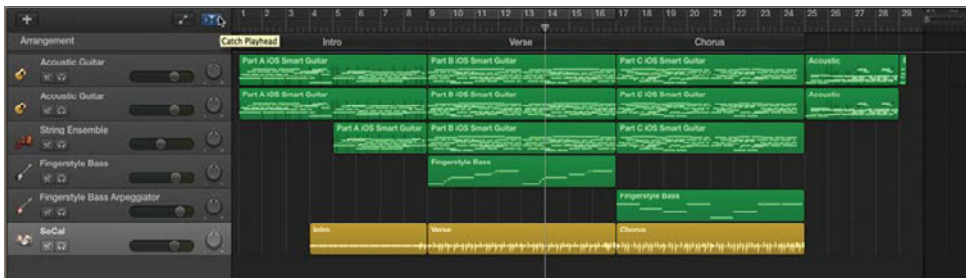 1 2 3 4 5 6 7 8 9 10 11 12 13 14 15 16 17 18 19 20 21 22 23 24 25 26 27 28 29
Arrangement Catch Playhead Intro Verse Chorus
Acoustic Guitar Part A iOS Smart Guitar Part B iOS Smart Guitar Part C iOS Smart Guitar Acoustic
Acoustic Guitar Part A iOS Smart Guitar Part B iOS Smart Guitar Part C iOS Smart Guitar Acoustic
String Ensemble Part A iOS Smart Guitar Part B iOS Smart Guitar Part C iOS Smart Guitar
Fingerstyle Bass Fingerstyle Bass
Fingerstyle Bass Arpeggiator Fingerstyle Bass
SoCal Intro Verse Chorus